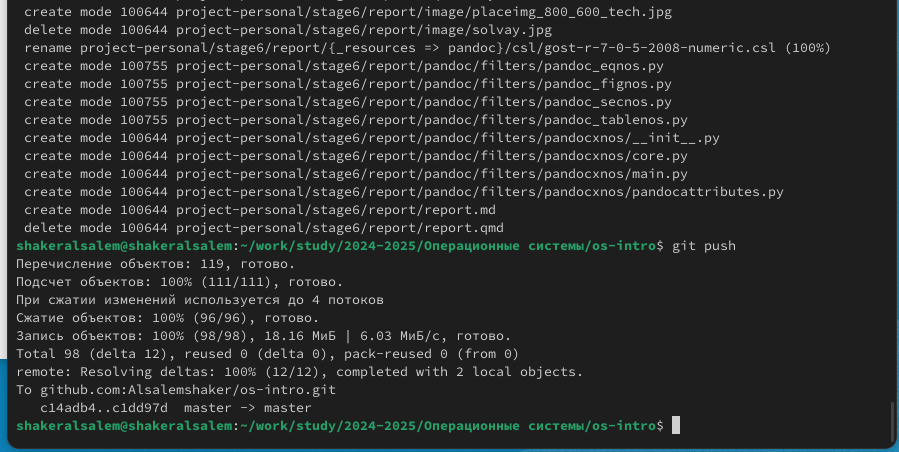 create mode 100644 project-personal/stage6/report/image/placeimg_800_600_tech.jpg
delete mode 100644 project-personal/stage6/report/image/solvay.jpg
rename project-personal/stage6/report/{_resources => pandoc}/csl/gost-r-7-0-5-2008-numeric.csl (100%)
create mode 100755 project-personal/stage6/report/pandoc/filters/pandoc_eqnos.py
create mode 100755 project-personal/stage6/report/pandoc/filters/pandoc_fignos.py
create mode 100755 project-personal/stage6/report/pandoc/filters/pandoc_secnos.py
create mode 100755 project-personal/stage6/report/pandoc/filters/pandoc_tablenos.py
create mode 100644 project-personal/stage6/report/pandoc/filters/pandocxnos/__init__.py
create mode 100644 project-personal/stage6/report/pandoc/filters/pandocxnos/core.py
create mode 100644 project-personal/stage6/report/pandoc/filters/pandocxnos/main.py
create mode 100644 project-personal/stage6/report/pandoc/filters/pandocxnos/pandocattributes.py
create mode 100644 project-personal/stage6/report/report.md
delete mode 100644 project-personal/stage6/report/report.qmd
shakeralsalem@shakeralsalem:~/work/study/2024-2025/Операционные системы/os-intro$ git push
Перечисление объектов: 119, готово.
Подсчет объектов: 100% (111/111), готово.
При сжатии изменений используется до 4 потоков
Сжатие объектов: 100% (96/96), готово.
Запись объектов: 100% (98/98), 18.16 МиБ | 6.03 МиБ/с, готово.
Total 98 (delta 12), reused 0 (delta 0), pack-reused 0 (from 0)
remote: Resolving deltas: 100% (12/12), completed with 2 local objects.
To github.com:Alsalemshaker/os-intro.git
c14adb4..c1dd97d  master -> master
shakeralsalem@shakeralsalem:~/work/study/2024-2025/Операционные системы/os-intro$